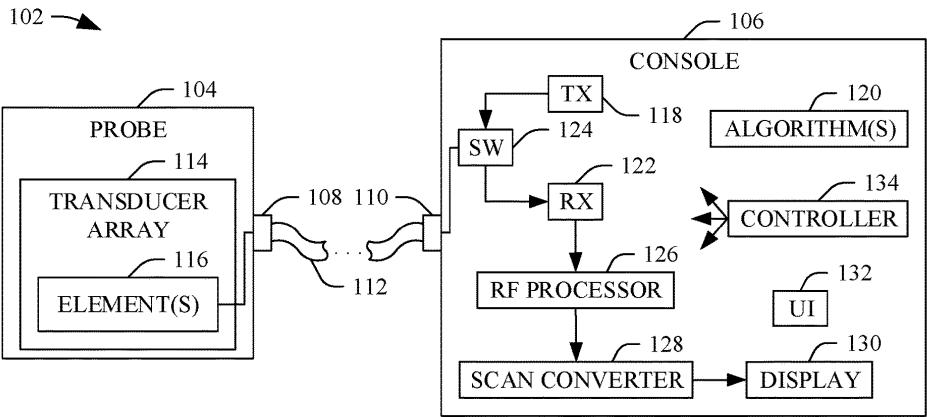 102
104
PROBE
114
TRANSDUCER
ARRAY
116
ELEMENT(S)
108
110
112
106
CONSOLE
TX
118
124
SW
122
RX
126
RF PROCESSOR
128
SCAN CONVERTER
120
ALGORITHM(S)
134
CONTROLLER
132
UI
130
DISPLAY